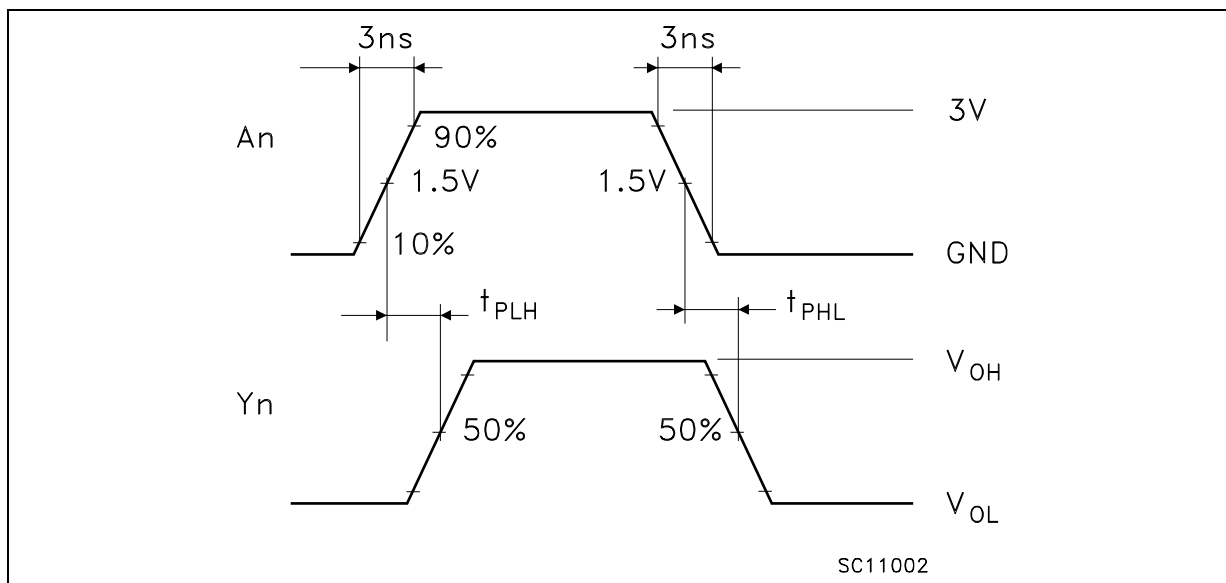 3ns 3ns
3V
An
90%
1.5V 1.5V
10%
GND
tPLH tPHL
VOH
Yn
50% 50%
VOL
SC11002